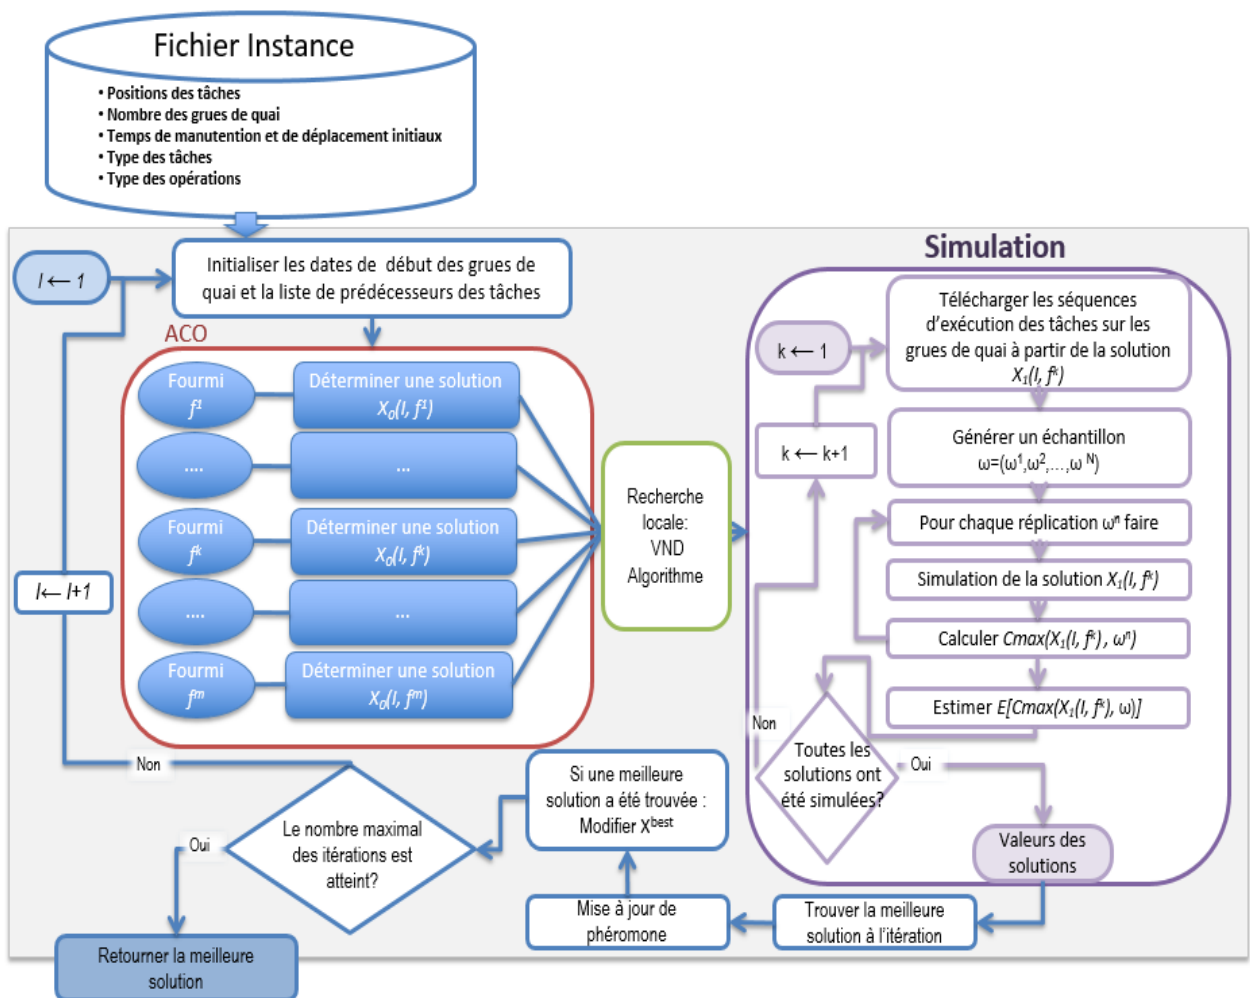 Fichier Instance
• Positions des tâches
• Nombre des grues de quai
• Temps de manutention et de déplacement initiaux
• Type des tâches
• Type des opérations
I ← 1
Initialiser les dates de début des grues de
quai et la liste de prédécesseurs des tâches
ACO
Fourmi
f¹
Déterminer une solution
X₀(I, f¹)
....
...
Fourmi
fᵏ
Déterminer une solution
X₀(I, fᵏ)
....
...
Fourmi
fᵐ
Déterminer une solution
X₀(I, fᵐ)
I← I+1
Recherche
locale:
VND
Algorithme
Simulation
k ← 1
Télécharger les séquences
d'exécution des tâches sur les
grues de quai à partir de la solution
X₁(I, fᵏ)
k ← k+1
Générer un échantillon
ω=(ω¹,ω²,...,ω ᴺ)
Pour chaque réplication ωⁿ faire
Simulation de la solution X₁(I, fᵏ)
Calculer Cmax(X₁(I, fᵏ) , ωⁿ)
Estimer E[Cmax(X₁(I, fᵏ), ω)]
Non
Toutes les
solutions ont
été simulées?
Oui
Valeurs des
solutions
Trouver la meilleure
solution à l'itération
Mise à jour de
phéromone
Si une meilleure
solution a été trouvée :
Modifier Xᵇᵉˢᵗ
Non
Le nombre maximal
des itérations est
atteint?
Oui
Retourner la meilleure
solution